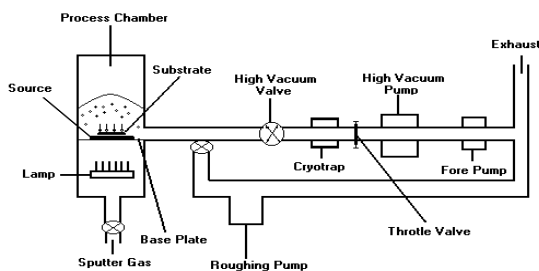 Process Chamber
Exhaust
Substrate
High Vacuum
Valve
High Vacuum
Pump
Source
Lamp
Cryotrap
Fore Pump
Base Plate
Throtle Valve
Sputter Gas
Roughing Pump